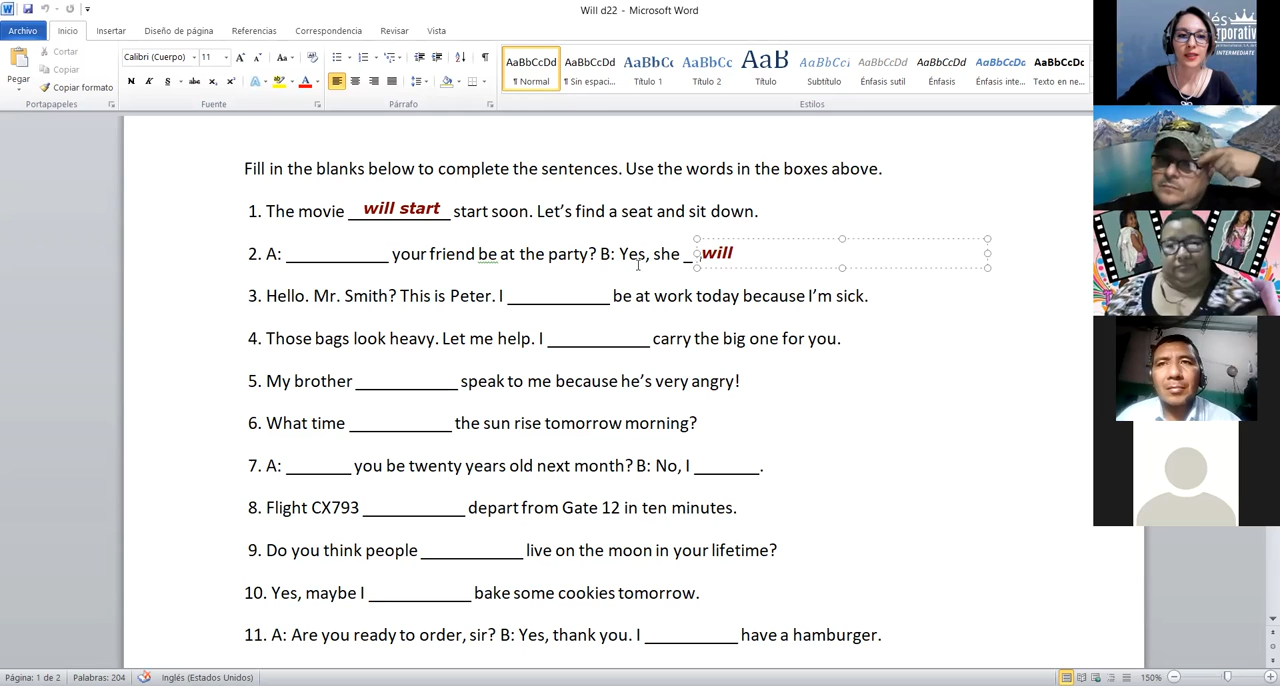 Will d22 - Microsoft Word
Archivo Inicio Insertar Diseño de página Referencias Correspondencia Revisar Vista
Pegar
Cortar
Copiar
Copiar formato
Portapapeles
Calibri (Cuerpo) 11
Fuente
Párrafo
AaBbCcDd AaBbCcDd AaBbCc AaBbCc AaB AaBbCcI AaBbCcDd AaBbCcDd AaBbCcDd AaBbCcDc
¶ Normal ¶ Sin espaci... Título 1 Título 2 Título Subtítulo Énfasis sutil Énfasis Énfasis inte... Texto en ne...
Estilos
Fill in the blanks below to complete the sentences. Use the words in the boxes above.
1. The movie will start start soon. Let's find a seat and sit down.
2. A: ____________ your friend be at the party? B: Yes, she _ will
3. Hello. Mr. Smith? This is Peter. I ____________ be at work today because I'm sick.
4. Those bags look heavy. Let me help. I ____________ carry the big one for you.
5. My brother ____________ speak to me because he's very angry!
6. What time ____________ the sun rise tomorrow morning?
7. A: ________ you be twenty years old next month? B: No, I ________.
8. Flight CX793 ____________ depart from Gate 12 in ten minutes.
9. Do you think people ____________ live on the moon in your lifetime?
10. Yes, maybe I ____________ bake some cookies tomorrow.
11. A: Are you ready to order, sir? B: Yes, thank you. I ___________ have a hamburger.
Página: 1 de 2 Palabras: 204 Inglés (Estados Unidos) 150%
INTERMEDIATE